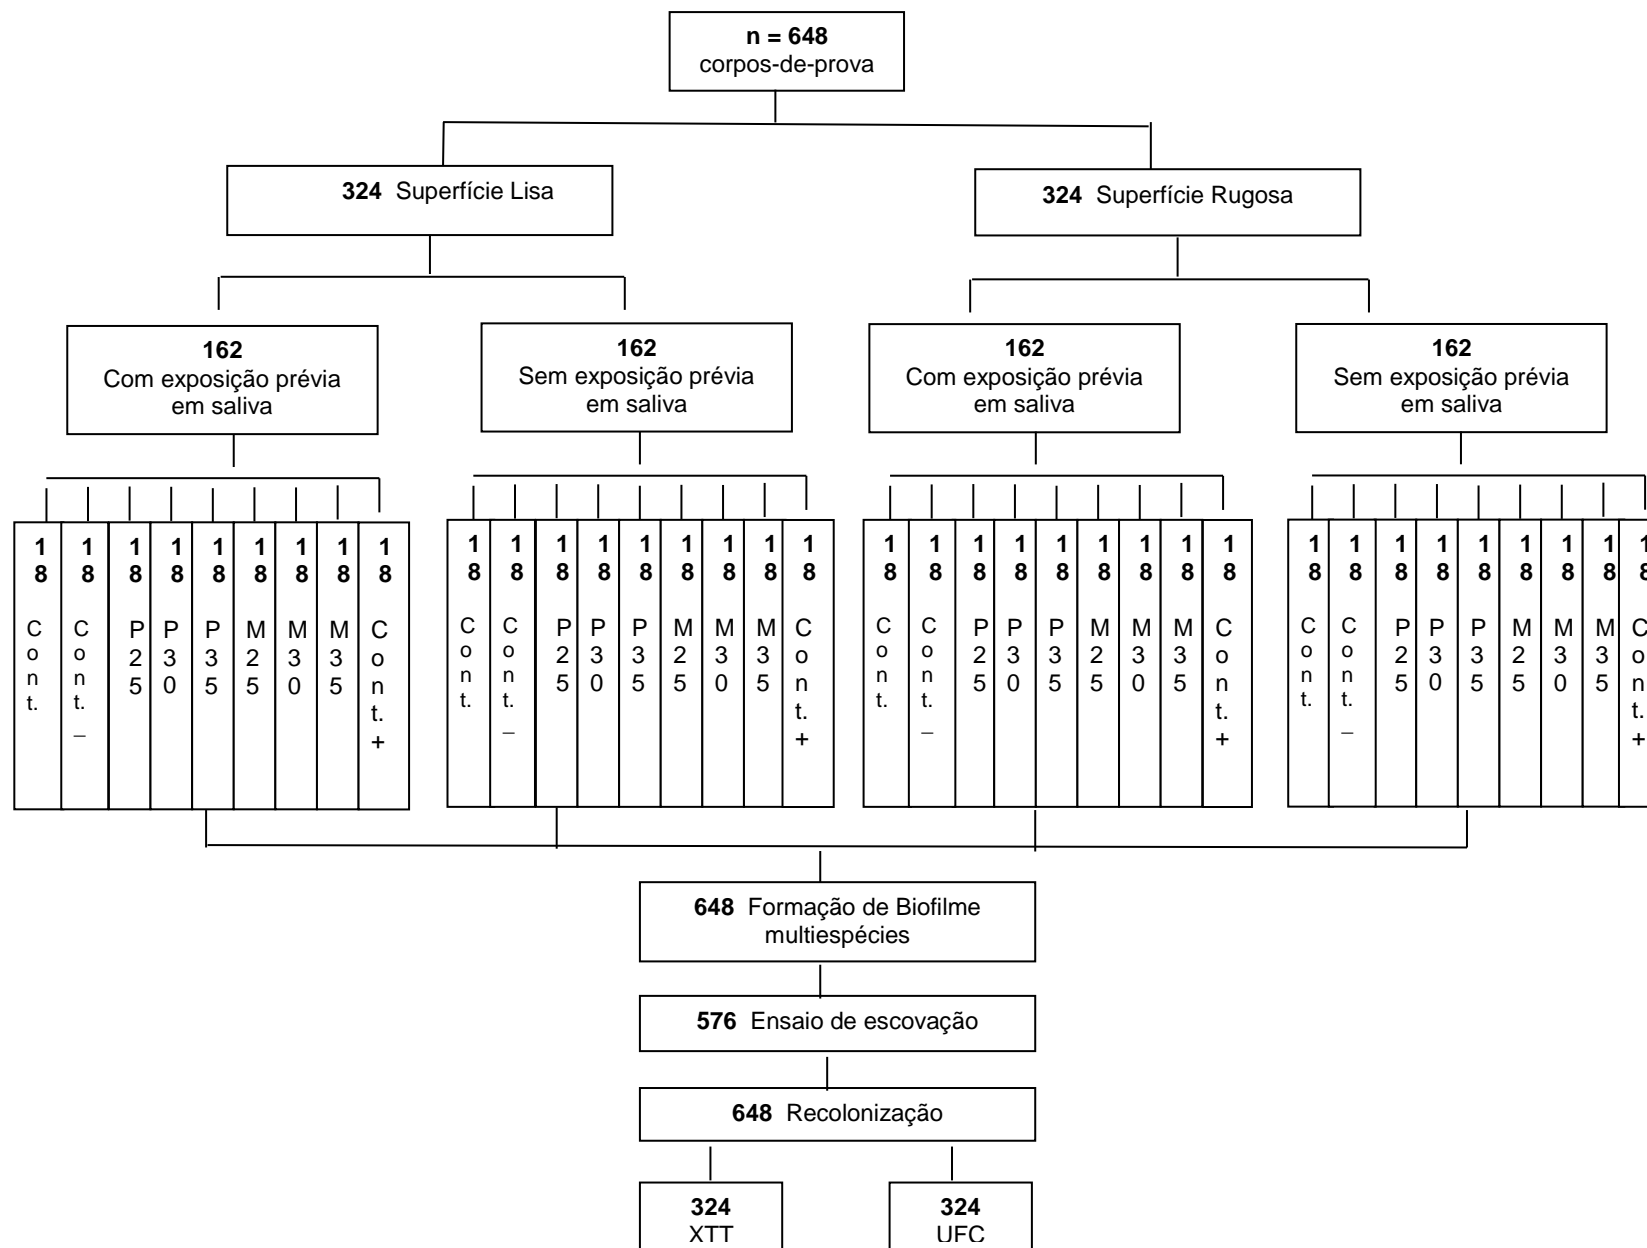 n = 648
corpos-de-prova
324 Superfície Lisa
324 Superfície Rugosa
162
Com exposição prévia
em saliva
162
Sem exposição prévia
em saliva
162
Com exposição prévia
em saliva
162
Sem exposição prévia
em saliva
18 Cont.
18 Cont. –
18 P25
18 P30
18 P35
18 M25
18 M30
18 M35
18 Cont. +
18 Cont.
18 Cont. –
18 P25
18 P30
18 P35
18 M25
18 M30
18 M35
18 Cont. +
18 Cont.
18 Cont. –
18 P25
18 P30
18 P35
18 M25
18 M30
18 M35
18 Cont. +
18 Cont.
18 Cont. –
18 P25
18 P30
18 P35
18 M25
18 M30
18 M35
18 Cont. +
648 Formação de Biofilme
multiespécies
576 Ensaio de escovação
648 Recolonização
324
XTT
324
UFC